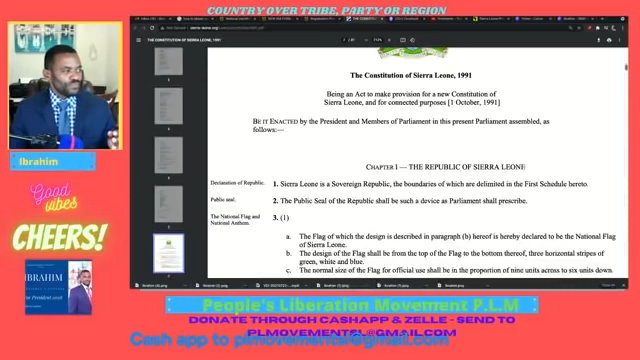 COUNTRY OVER TRIBE, PARTY OR REGION
THE CONSTITUTION OF SIERRA LEONE, 1991
The Constitution of Sierra Leone, 1991
Being an Act to make provision for a new Constitution of
Sierra Leone, and for connected purposes [1 October, 1991]
BE IT ENACTED by the President and Members of Parliament in this present Parliament assembled, as
follows:—
CHAPTER I — THE REPUBLIC OF SIERRA LEONE
Declaration of Republic. 1. Sierra Leone is a Sovereign Republic, the boundaries of which are delimited in the First Schedule hereto.
Public seal. 2. The Public Seal of the Republic shall be such a device as Parliament shall prescribe.
The National Flag and
National Anthem. 3. (1)
a. The Flag of which the design is described in paragraph (b) hereof is hereby declared to be the National Flag
of Sierra Leone.
b. The design of the Flag shall be from the top of the Flag to the bottom thereof, three horizontal stripes of
green, white and blue.
c. The normal size of the Flag for official use shall be in the proportion of nine units across to six units down.
Ibrahim
Good
vibes
CHEERS!
IBRAHIM
People's Liberation Movement P.L.M
DONATE THROUGH CASHAPP & ZELLE - SEND TO
PLMOVEMENTSL@GMAIL.COM
Cash app to plmovementsl@gmail.com